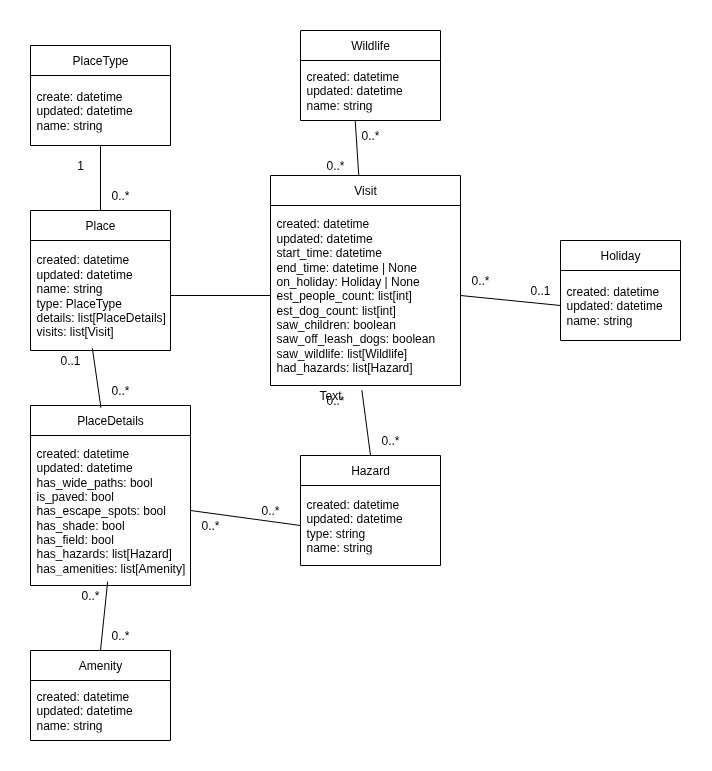 PlaceType
create: datetime
updated: datetime
name: string
1
0..*
Wildlife
created: datetime
updated: datetime
name: string
0..*
0..*
Place
created: datetime
updated: datetime
name: string
type: PlaceType
details: list[PlaceDetails]
visits: list[Visit]
0..1
0..*
Visit
created: datetime
updated: datetime
start_time: datetime
end_time: datetime | None
on_holiday: Holiday | None
est_people_count: list[int]
est_dog_count: list[int]
saw_children: boolean
saw_off_leash_dogs: boolean
saw_wildlife: list[Wildlife]
had_hazards: list[Hazard]
0..*
0..1
Holiday
created: datetime
updated: datetime
name: string
Text
0..*
0..*
PlaceDetails
created: datetime
updated: datetime
has_wide_paths: bool
is_paved: bool
has_escape_spots: bool
has_shade: bool
has_field: bool
has_hazards: list[Hazard]
has_amenities: list[Amenity]
0..*
0..*
Hazard
created: datetime
updated: datetime
type: string
name: string
0..*
0..*
Amenity
created: datetime
updated: datetime
name: string